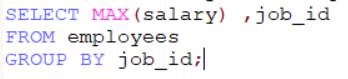 SELECT MAX(salary) ,job_id
FROM employees
GROUP BY job_id;